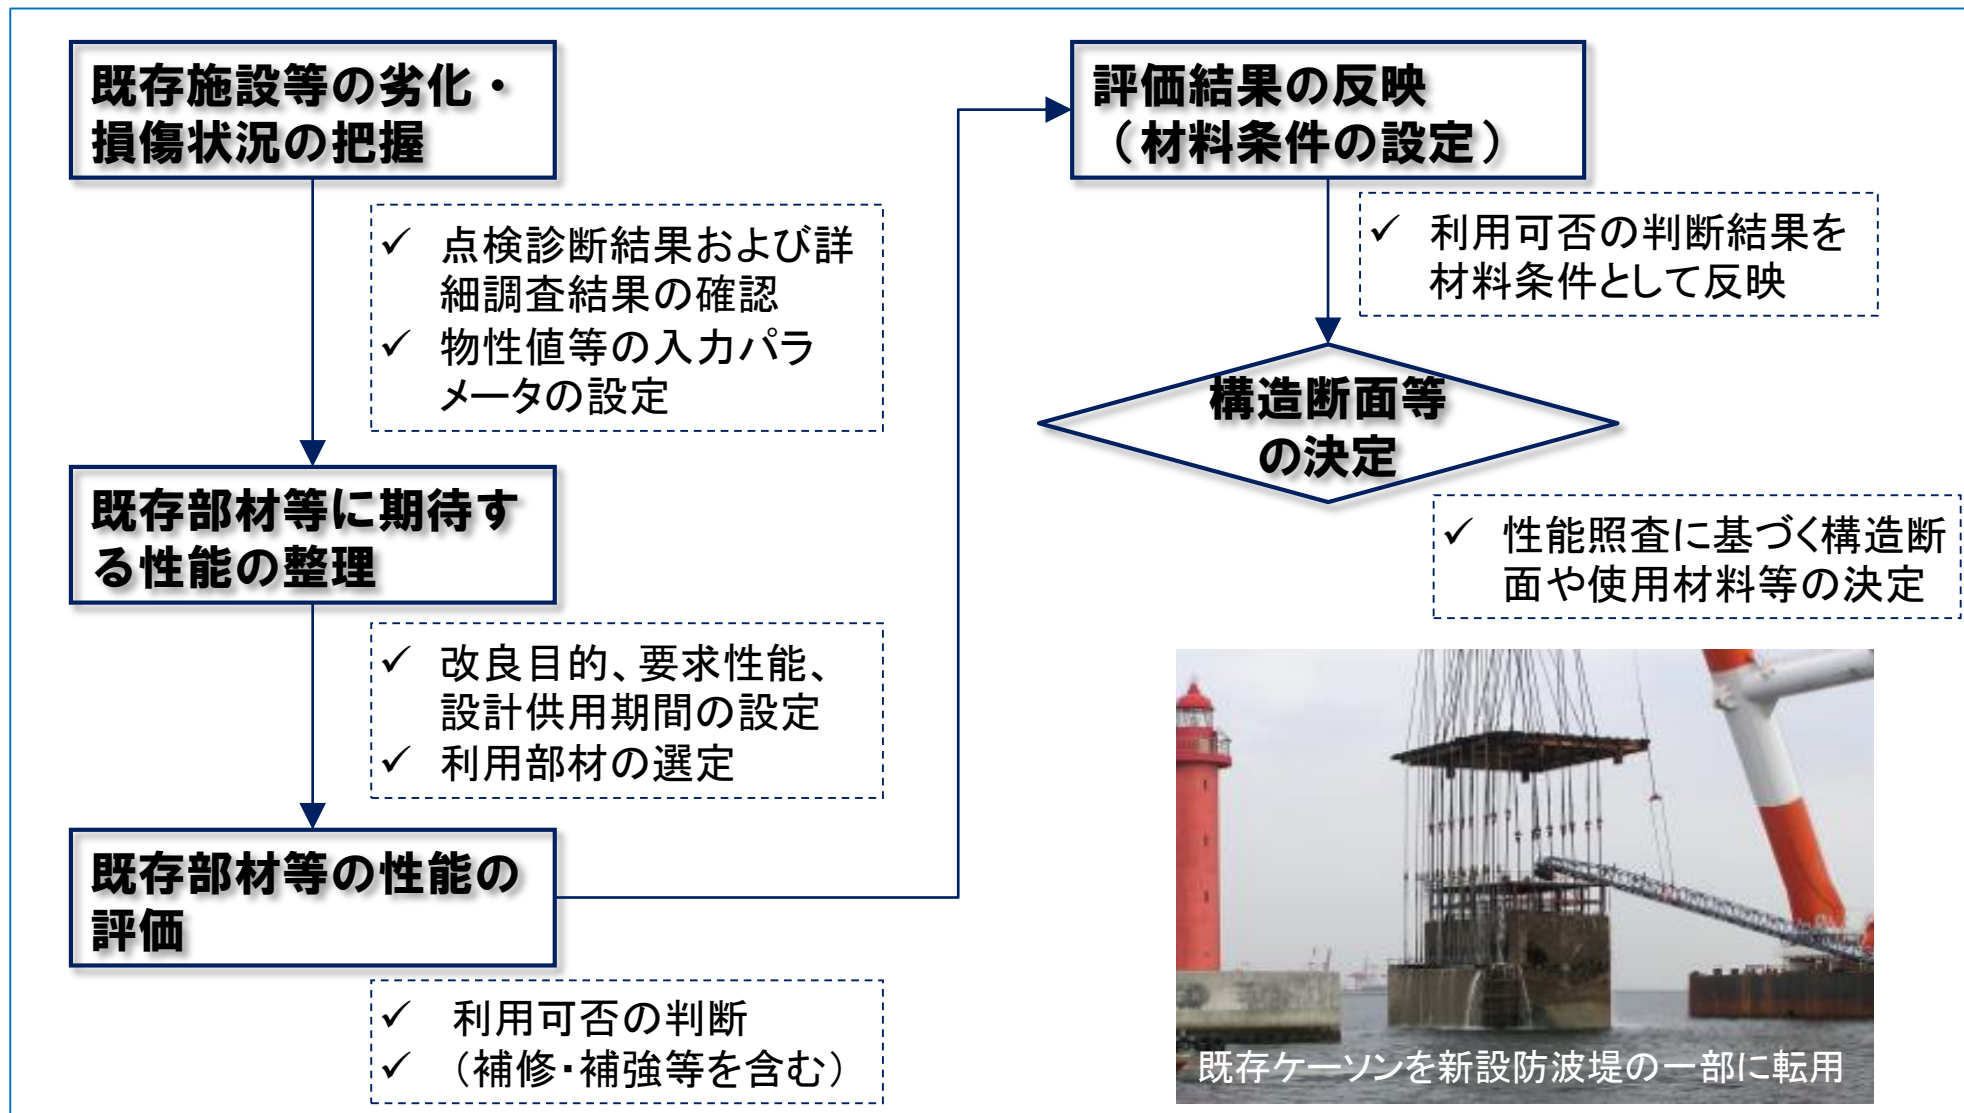 既存施設等の劣化・
損傷状況の把握
✓ 点検診断結果および詳
細調査結果の確認
✓ 物性値等の入力パラ
メータの設定
既存部材等に期待す
る性能の整理
✓ 改良目的、要求性能、
設計供用期間の設定
✓ 利用部材の選定
既存部材等の性能の
評価
✓ 利用可否の判断
✓ （補修・補強等を含む）
評価結果の反映
（材料条件の設定）
✓ 利用可否の判断結果を
材料条件として反映
構造断面等
の決定
✓ 性能照査に基づく構造断
面や使用材料等の決定
既存ケーソンを新設防波堤の一部に転用